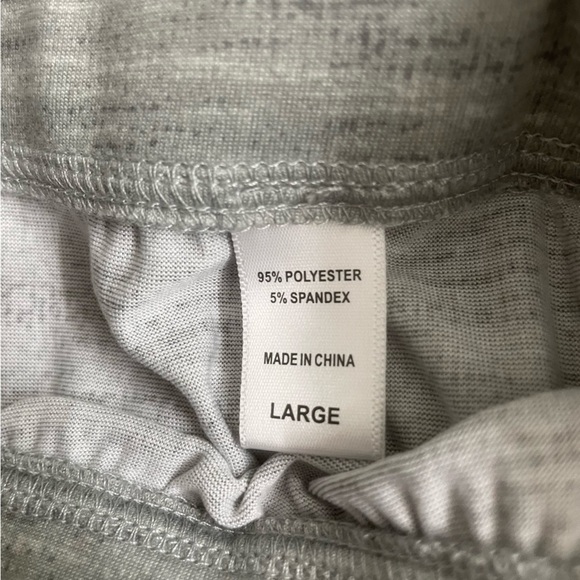 95% POLYESTER
5% SPANDEX
MADE IN CHINA
LARGE